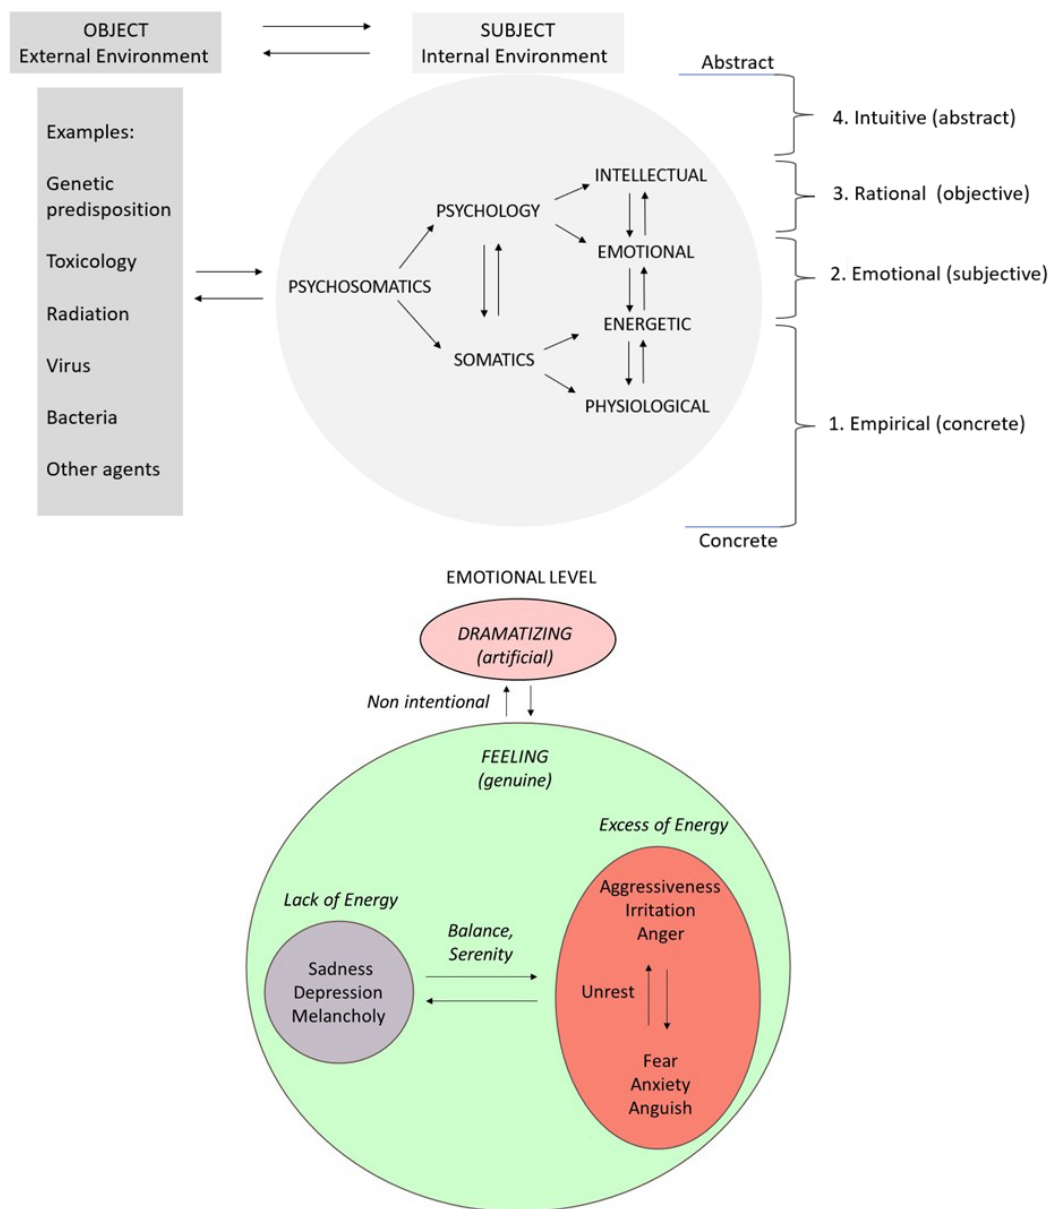 OBJECT
External Environment
SUBJECT
Internal Environment
Examples:
Genetic
predisposition
Toxicology
Radiation
Virus
Bacteria
Other agents
PSYCHOSOMATICS
PSYCHOLOGY
SOMATICS
INTELLECTUAL
EMOTIONAL
ENERGETIC
PHYSIOLOGICAL
Abstract
4. Intuitive (abstract)
3. Rational (objective)
2. Emotional (subjective)
1. Empirical (concrete)
Concrete
EMOTIONAL LEVEL
DRAMATIZING
(artificial)
Non intentional
FEELING
(genuine)
Lack of Energy
Sadness
Depression
Melancholy
Balance,
Serenity
Excess of Energy
Aggressiveness
Irritation
Anger
Unrest
Fear
Anxiety
Anguish